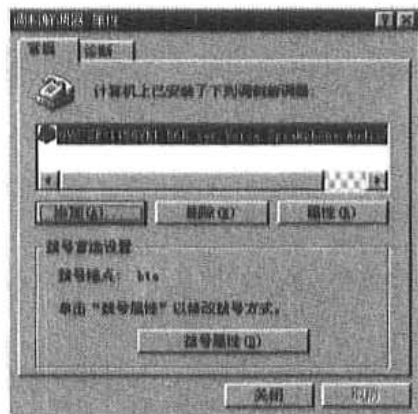 调制解调器 属性
常规 诊断
计算机上已安装了下列调制解调器:
添加(A)... 删除(E) 属性(R)
拨号首选设置
拨号地点:
单击“拨号属性”以修改拨号方式。
拨号属性(D)
关闭 取消